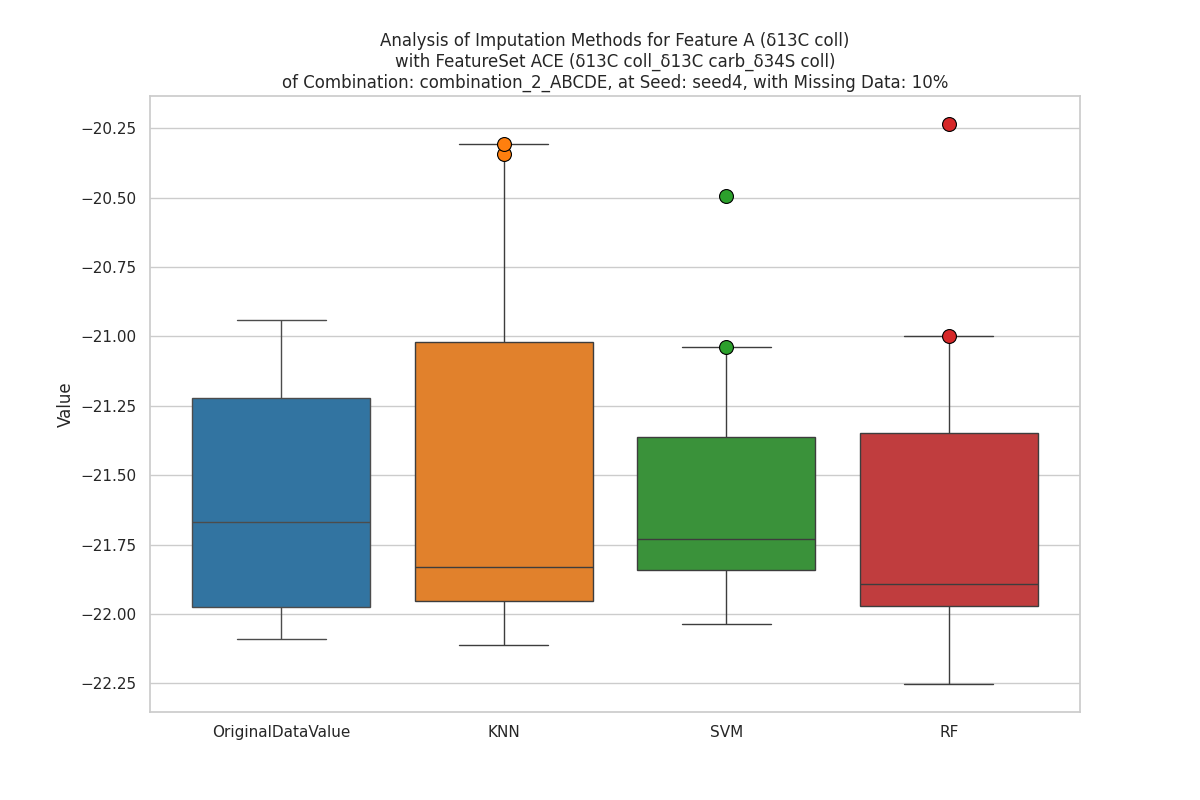 Analysis of Imputation Methods for Feature A (δ13C coll)
with FeatureSet ACE (δ13C coll_δ13C carb_δ34S coll)
of Combination: combination_2_ABCDE, at Seed: seed4, with Missing Data: 10%
−20.25
−20.50
−20.75
−21.00
−21.25
−21.50
−21.75
−22.00
−22.25
Value
OriginalDataValue
KNN
SVM
RF